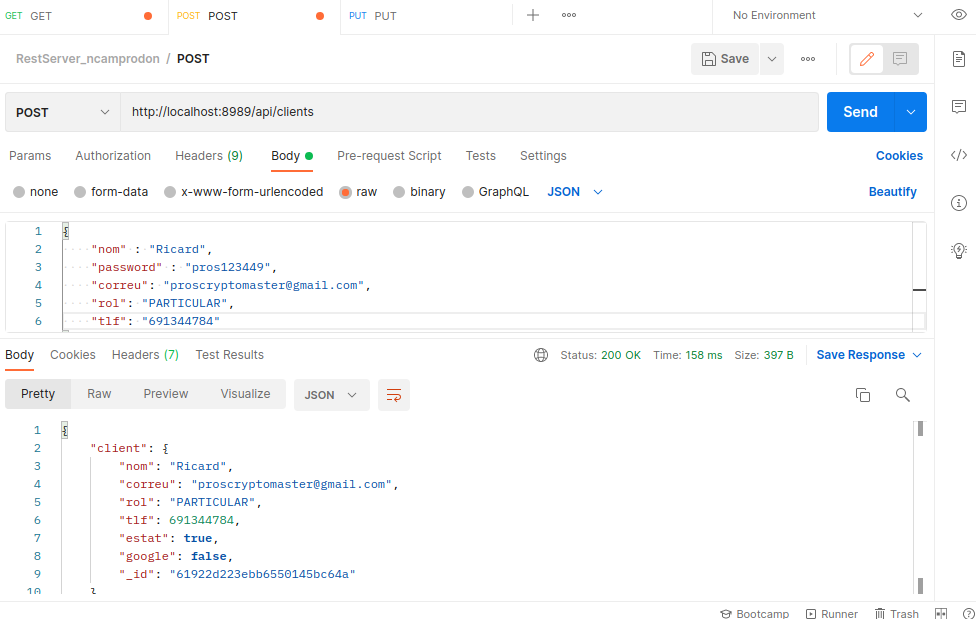 GET GET POST POST PUT PUT No Environment
RestServer_ncamprodon / POST Save
POST http://localhost:8989/api/clients Send
Params Authorization Headers (9) Body Pre-request Script Tests Settings Cookies
none form-data x-www-form-urlencoded raw binary GraphQL JSON Beautify
1 {
2 "nom" : "Ricard",
3 "password" : "pros123449",
4 "correu": "proscryptomaster@gmail.com",
5 "rol": "PARTICULAR",
6 "tlf": "691344784"
Body Cookies Headers (7) Test Results Status: 200 OK Time: 158 ms Size: 397 B Save Response
Pretty Raw Preview Visualize JSON
1 {
2 "client": {
3 "nom": "Ricard",
4 "correu": "proscryptomaster@gmail.com",
5 "rol": "PARTICULAR",
6 "tlf": 691344784,
7 "estat": true,
8 "google": false,
9 "_id": "61922d223ebb6550145bc64a"
10 }
Bootcamp Runner Trash